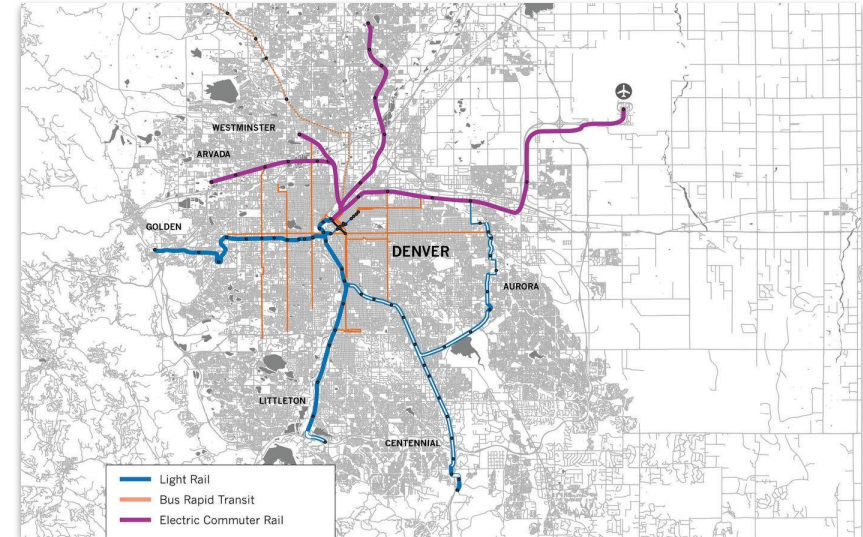 WESTMINSTER
ARVADA
GOLDEN
DENVER
AURORA
LITTLETON
CENTENNIAL
Light Rail
Bus Rapid Transit
Electric Commuter Rail